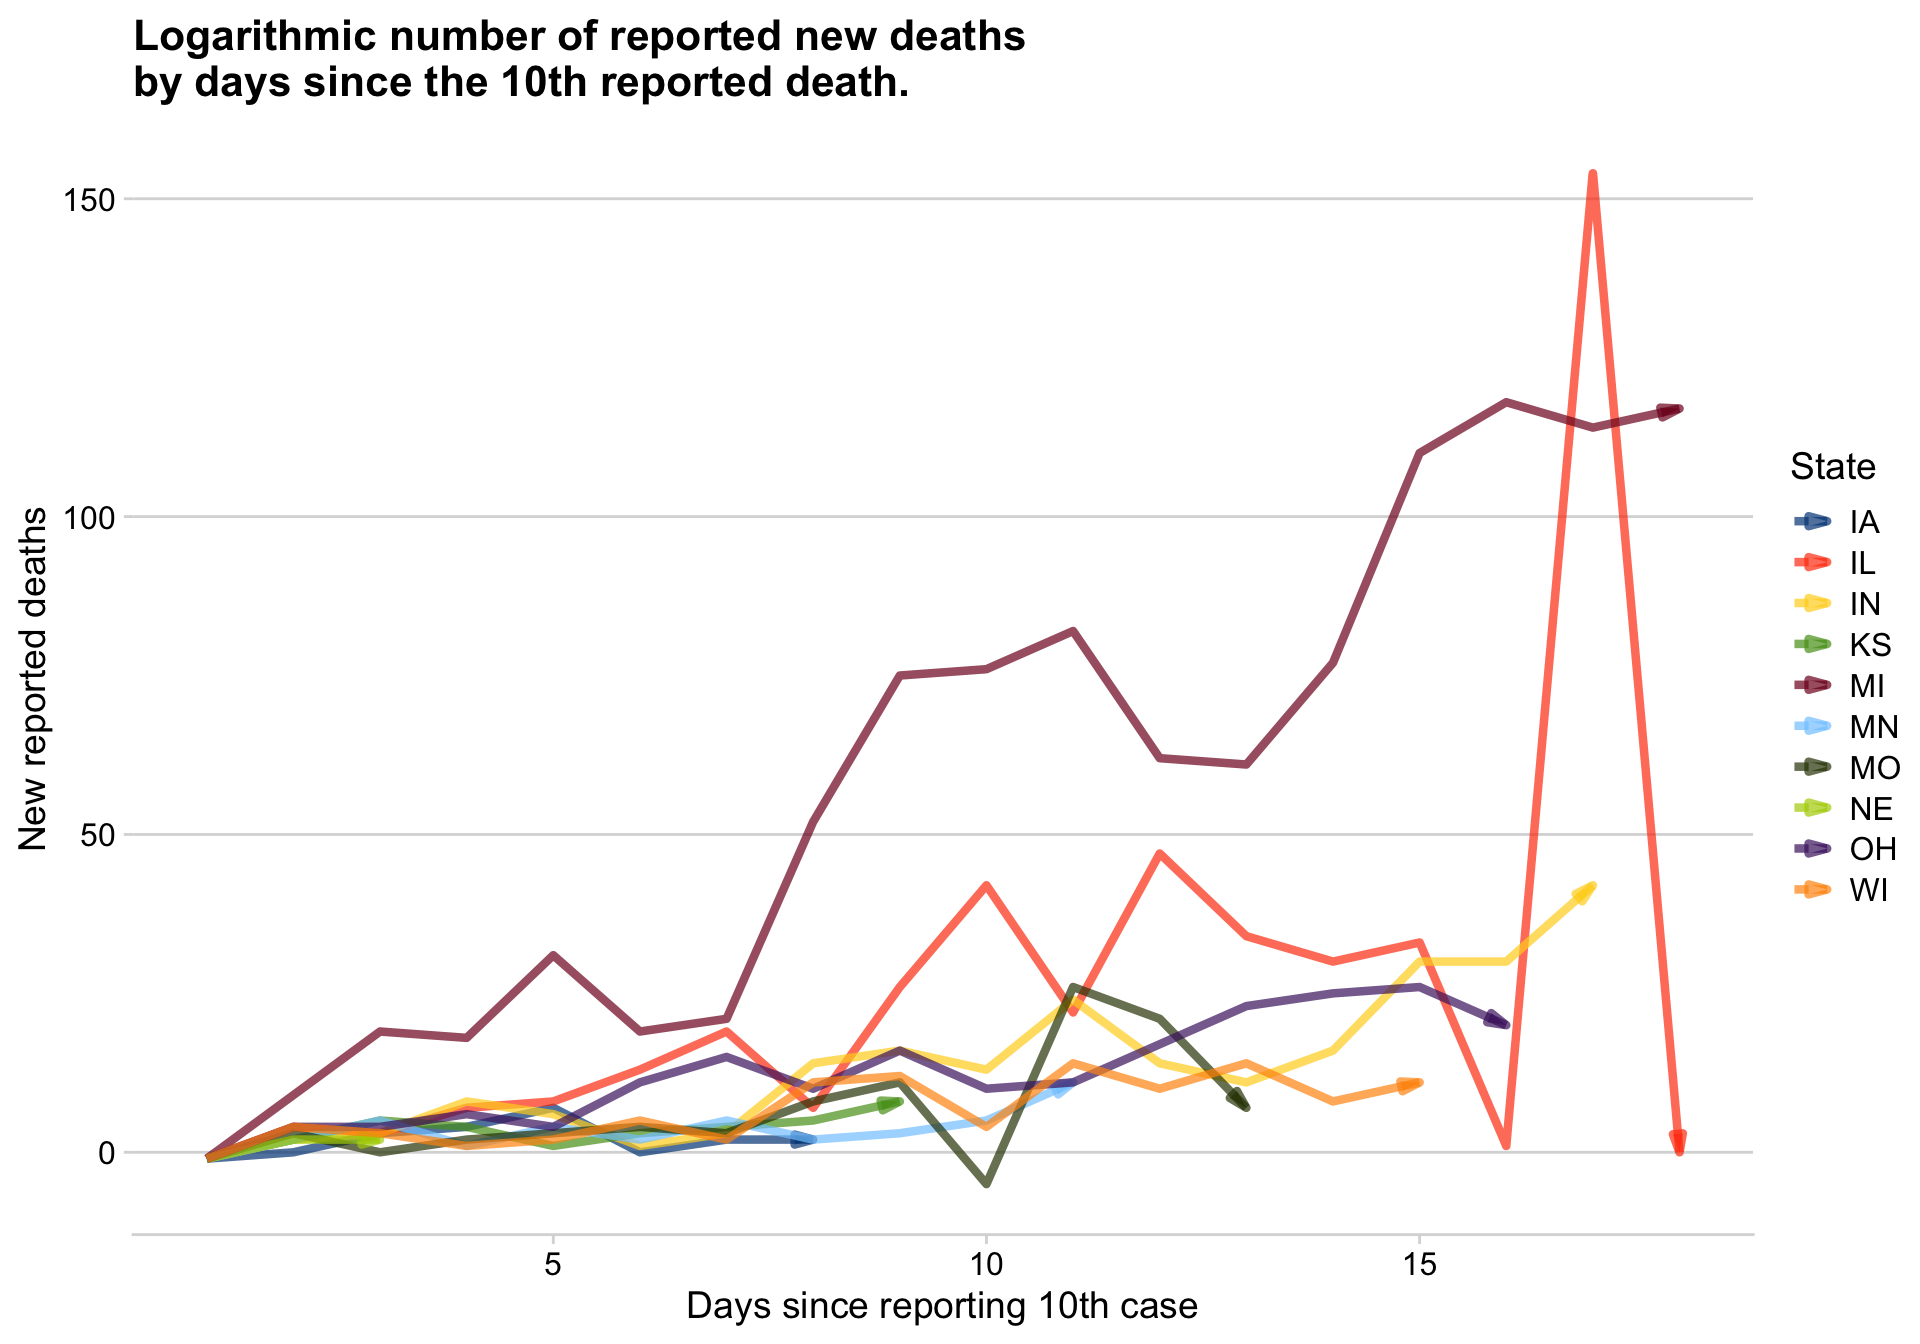 Logarithmic number of reported new deaths
by days since the 10th reported death.
150
100
50
0
New reported deaths
5
10
15
Days since reporting 10th case
State
IA
IL
IN
KS
MI
MN
MO
NE
OH
WI